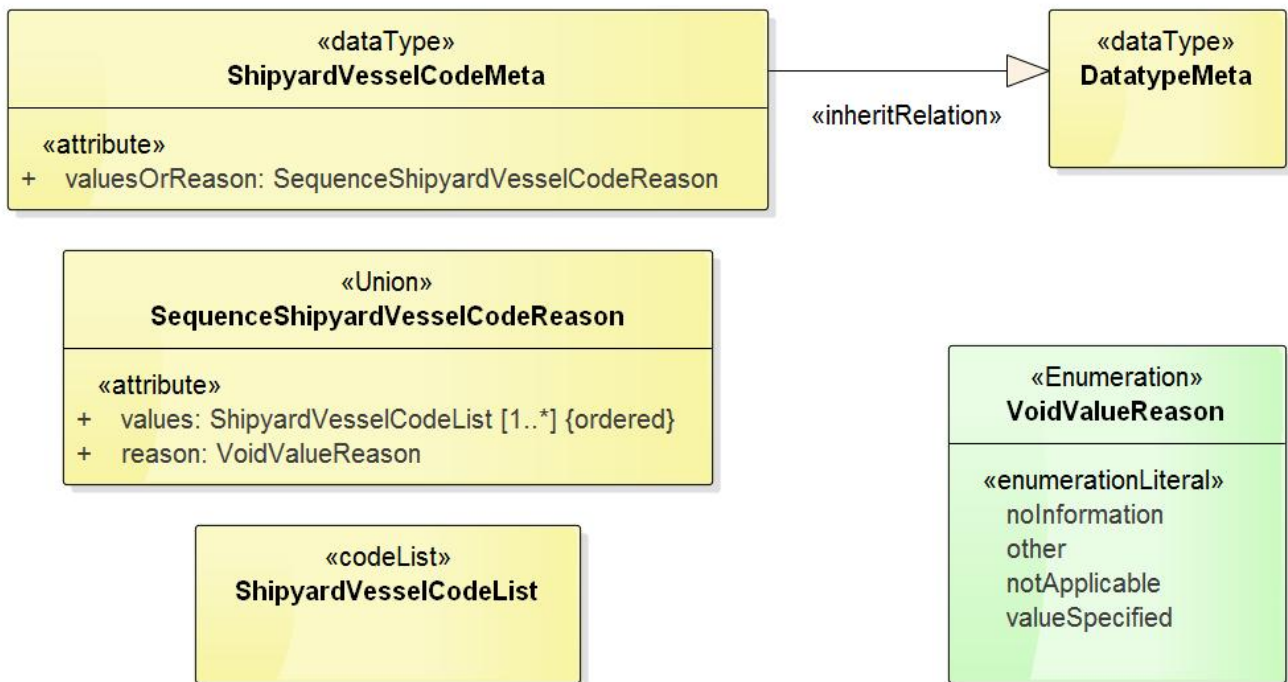 «dataType»
ShipyardVesselCodeMeta
«attribute»
+ valuesOrReason: SequenceShipyardVesselCodeReason
«inheritRelation»
«dataType»
DatatypeMeta
«Union»
SequenceShipyardVesselCodeReason
«attribute»
+ values: ShipyardVesselCodeList [1..*] {ordered}
+ reason: VoidValueReason
«codeList»
ShipyardVesselCodeList
«Enumeration»
VoidValueReason
«enumerationLiteral»
noInformation
other
notApplicable
valueSpecified